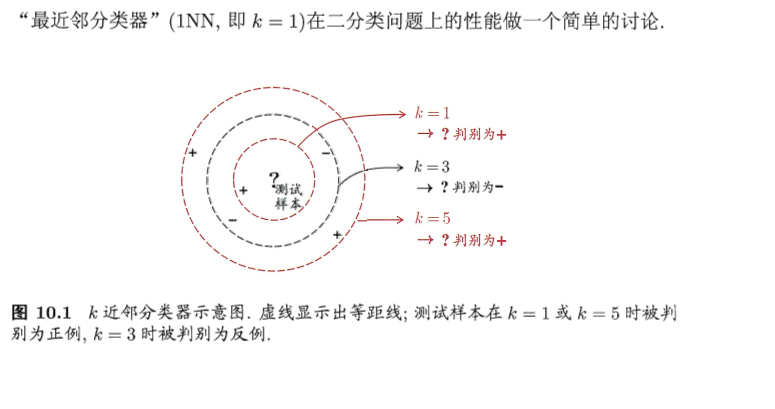 “最近邻分类器”(1NN, 即 k = 1)在二分类问题上的性能做一个简单的讨论.
k = 1
→ ? 判别为+
+
−
k = 3
? 
→ ? 判别为−
+
测试
样本
−
k = 5
+
→ ? 判别为+
图 10.1 k 近邻分类器示意图. 虚线显示出等距线; 测试样本在 k = 1 或 k = 5 时被判
别为正例, k = 3 时被判别为反例.